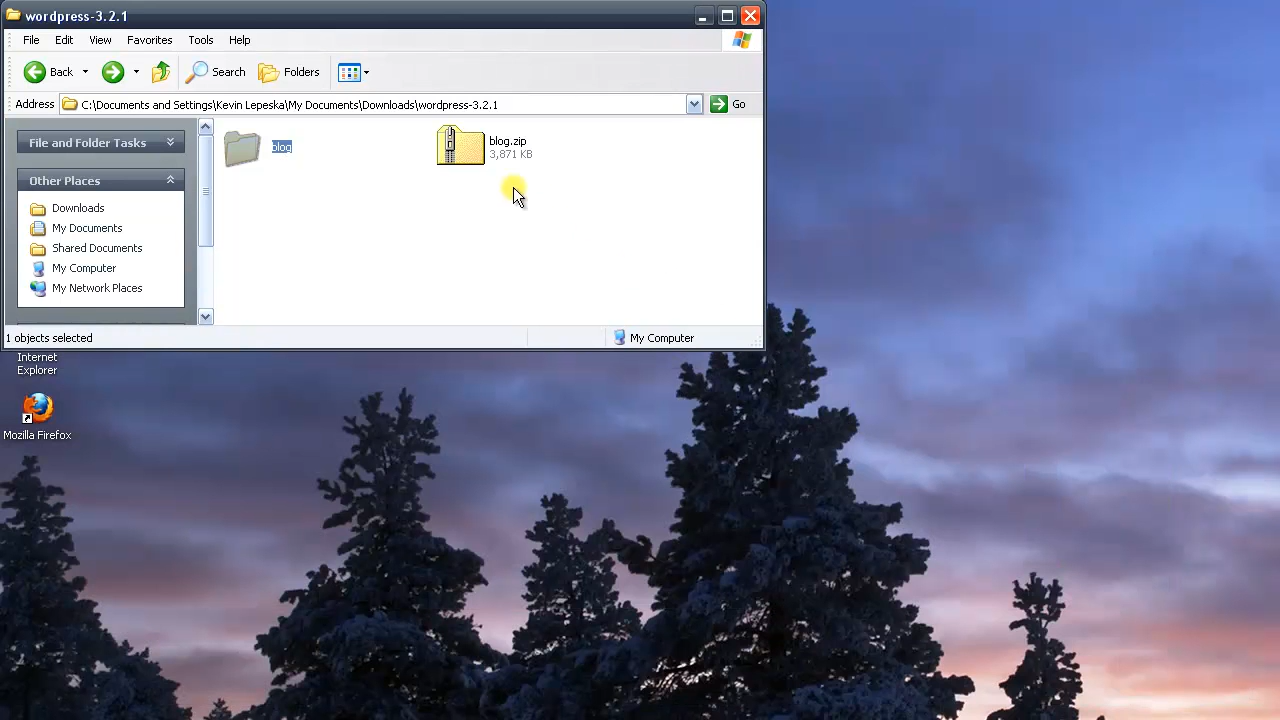 wordpress-3.2.1
File Edit View Favorites Tools Help
Back Search Folders
Address C:\Documents and Settings\Kevin Lepesk\My Documents\Downloads\wordpress-3.2.1 Go
File and Folder Tasks
Other Places
Downloads
My Documents
Shared Documents
My Computer
My Network Places
blog
blog.zip
3,871 KB
1 objects selected
My Computer
Internet
Explorer
Mozilla Firefox